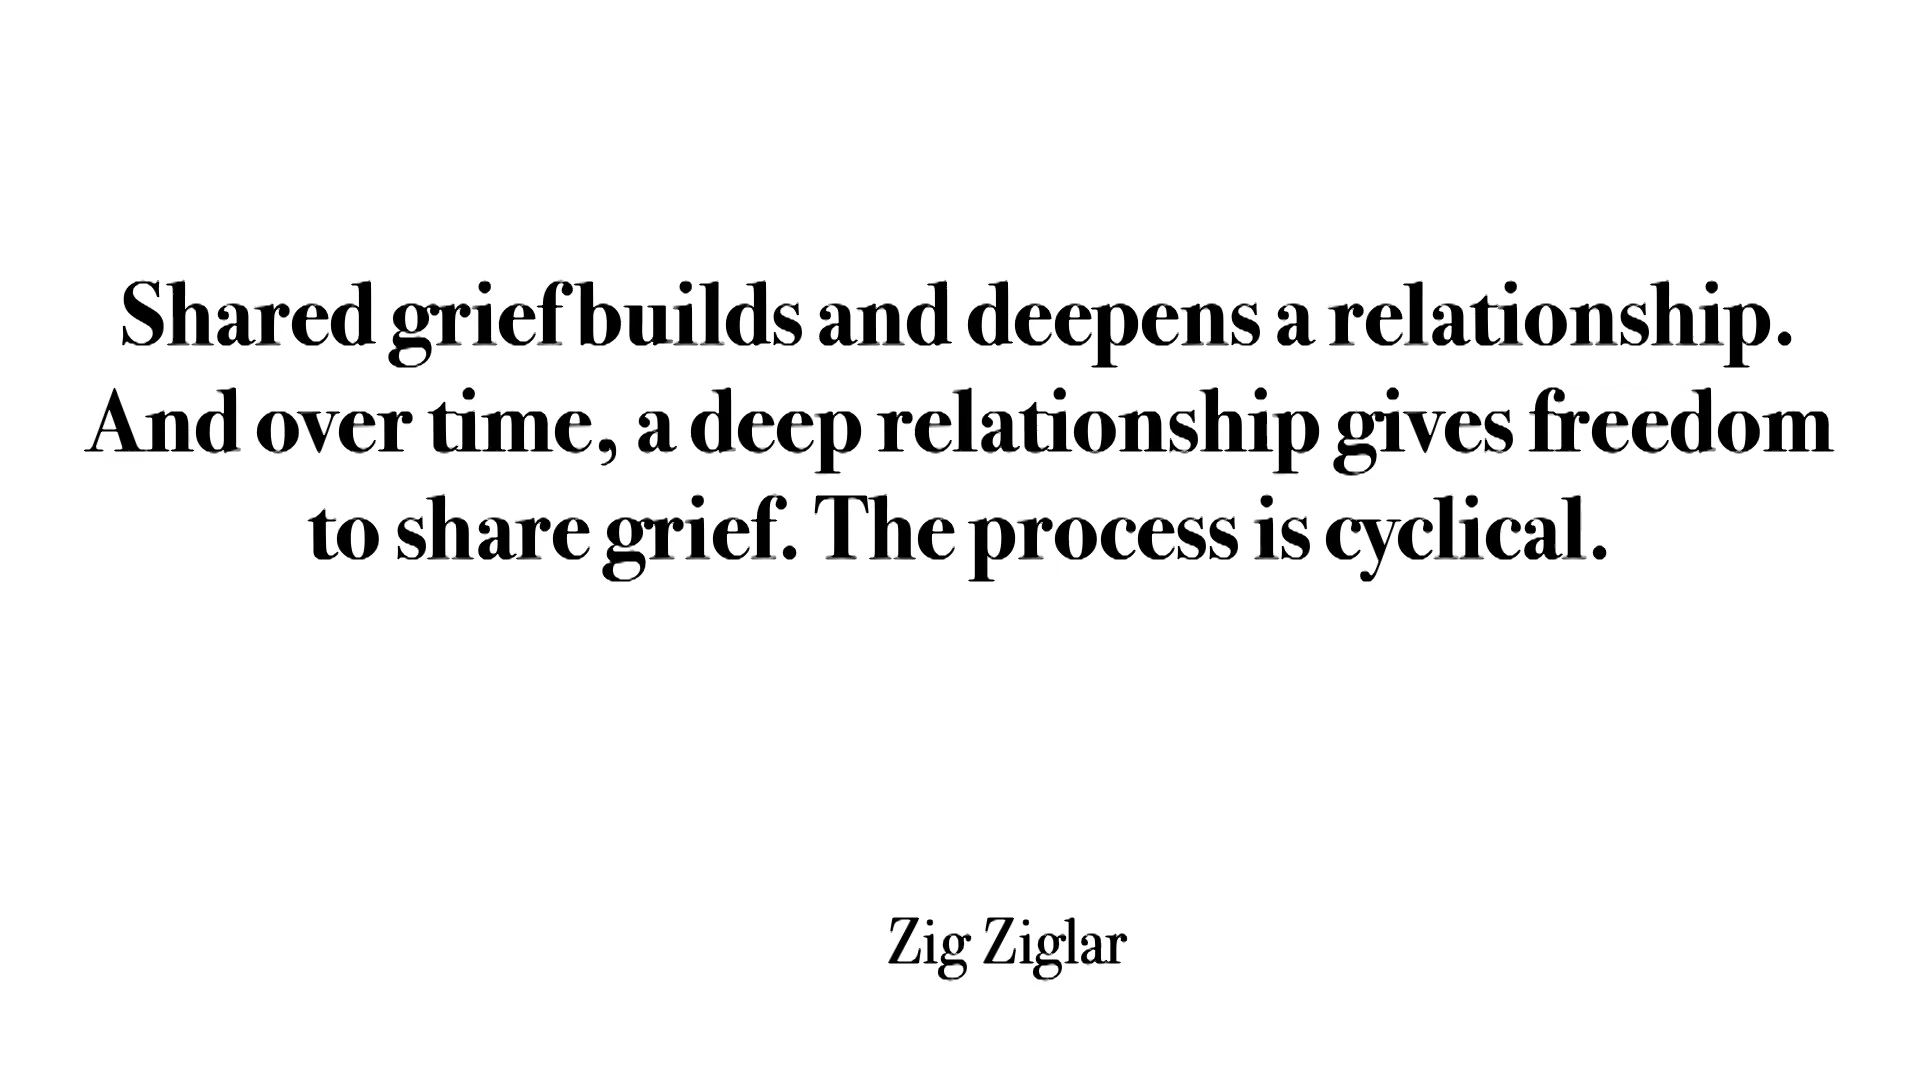 Shared grief builds and deepens a relationship.
And over time, a deep relationship gives freedom
to share grief. The process is cyclical.
Zig Ziglar